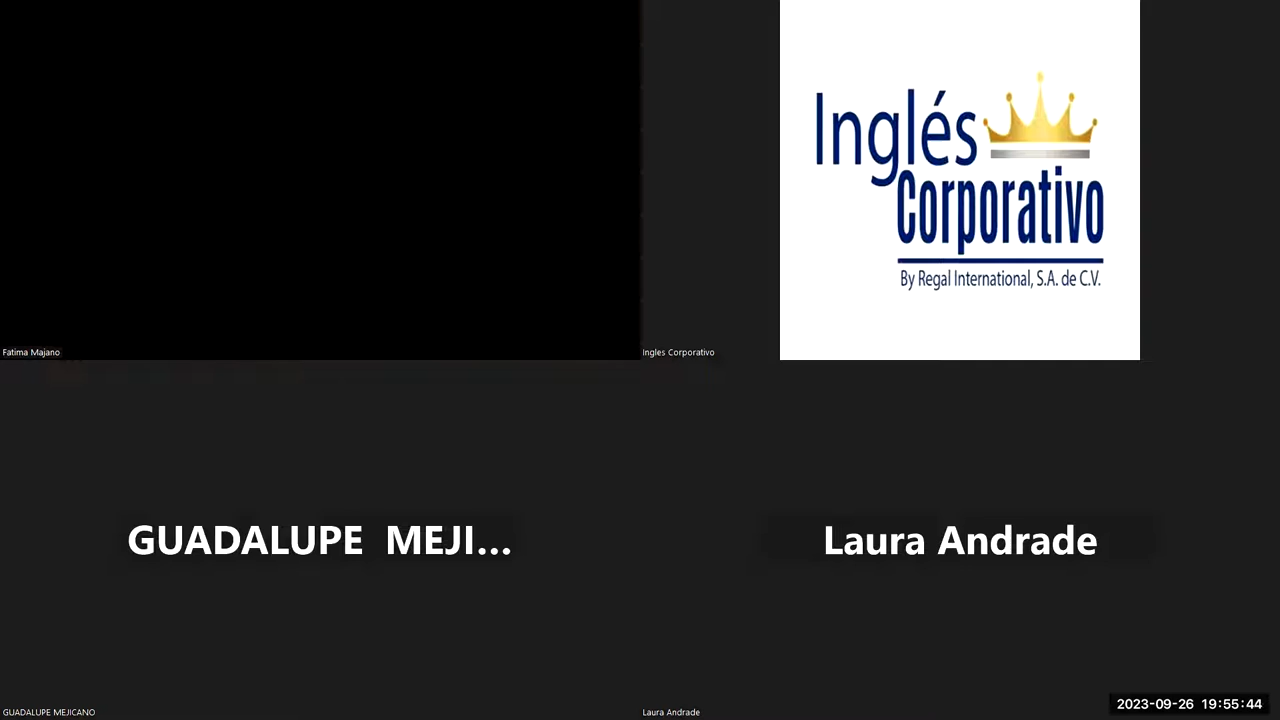 Inglés
Corporativo
By Regal International, S.A. de C.V.
Fatima Majano
Ingles Corporativo
GUADALUPE MEJI...
Laura Andrade
GUADALUPE MEJICANO
Laura Andrade
2023-09-26 19:55:44